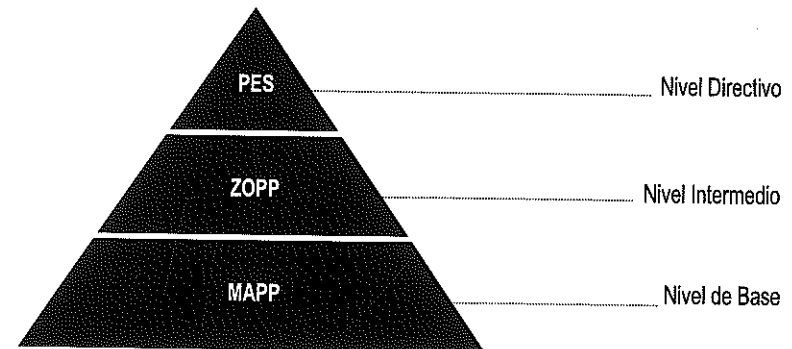 PES
Nivel Directivo
ZOPP
Nivel Intermedio
MAPP
Nivel de Base